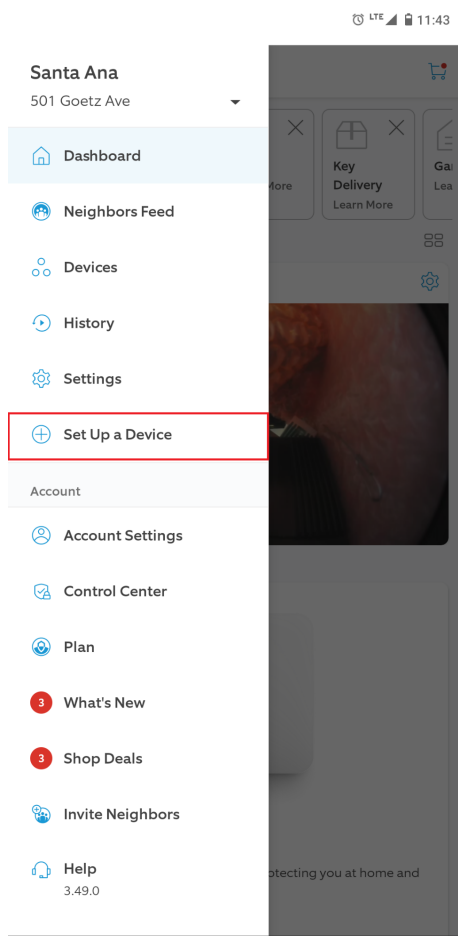 LTE 11:43
Santa Ana
501 Goetz Ave
Dashboard
Neighbors Feed
Devices
History
Settings
Set Up a Device
Account
Account Settings
Control Center
Plan
3 What's New
3 Shop Deals
Invite Neighbors
Help
3.49.0
More
Key
Delivery
Learn More
Gar
Lea
otecting you at home and